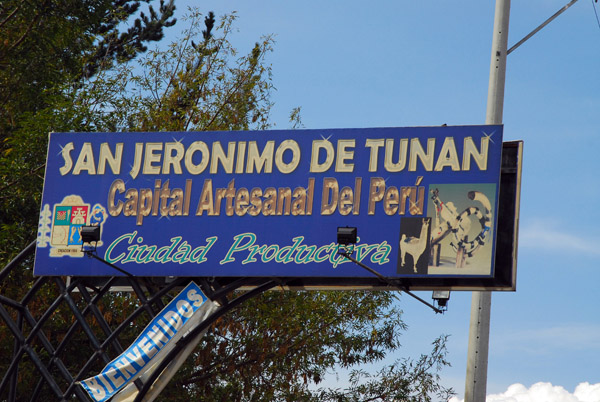 SAN JERONIMO DE TUNAN
Capital Artesanal Del Perú
Ciudad Productiva
BIENVENIDOS